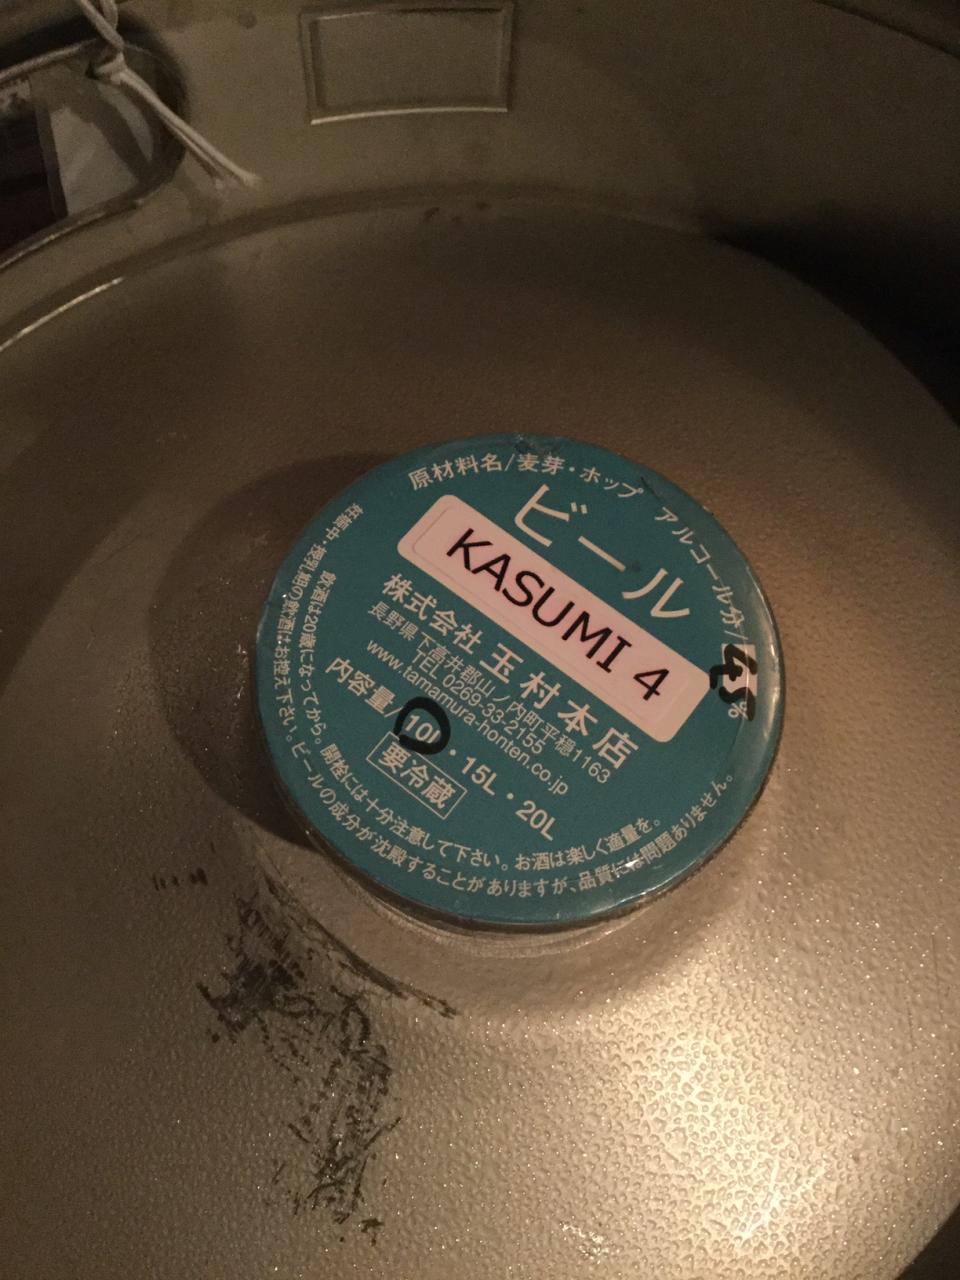 原材料名/麦芽・ホップ アルコール分/4.5%
ビール
KASUMI 4
株式会社 玉村本店
長野県下高井郡山ノ内町平穏1163
TEL 0269-33-2155
www.tamamura-honten.co.jp
内容量/10L・15L・20L
要冷蔵
飲酒は20歳になってから。開栓には十分注意して下さい。お酒は楽しく適量を。
妊娠中・授乳期の飲酒はお控え下さい。ビールの成分が沈殿することがありますが、品質には問題ありません。